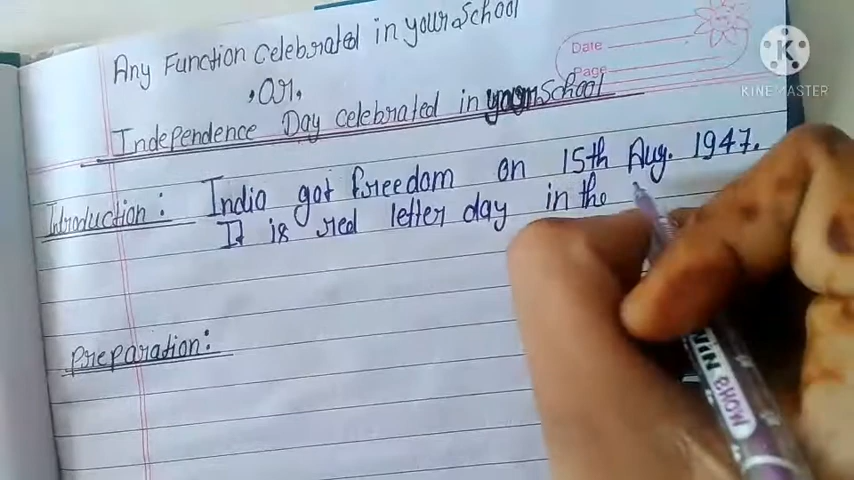 Any Function celebrated in your School
Date
Page
KINEMASTER
OR
Independence Day celebrated in your School
Introduction: India got freedom on 15th Aug. 1947.
It is red letter day in the
Preparation: